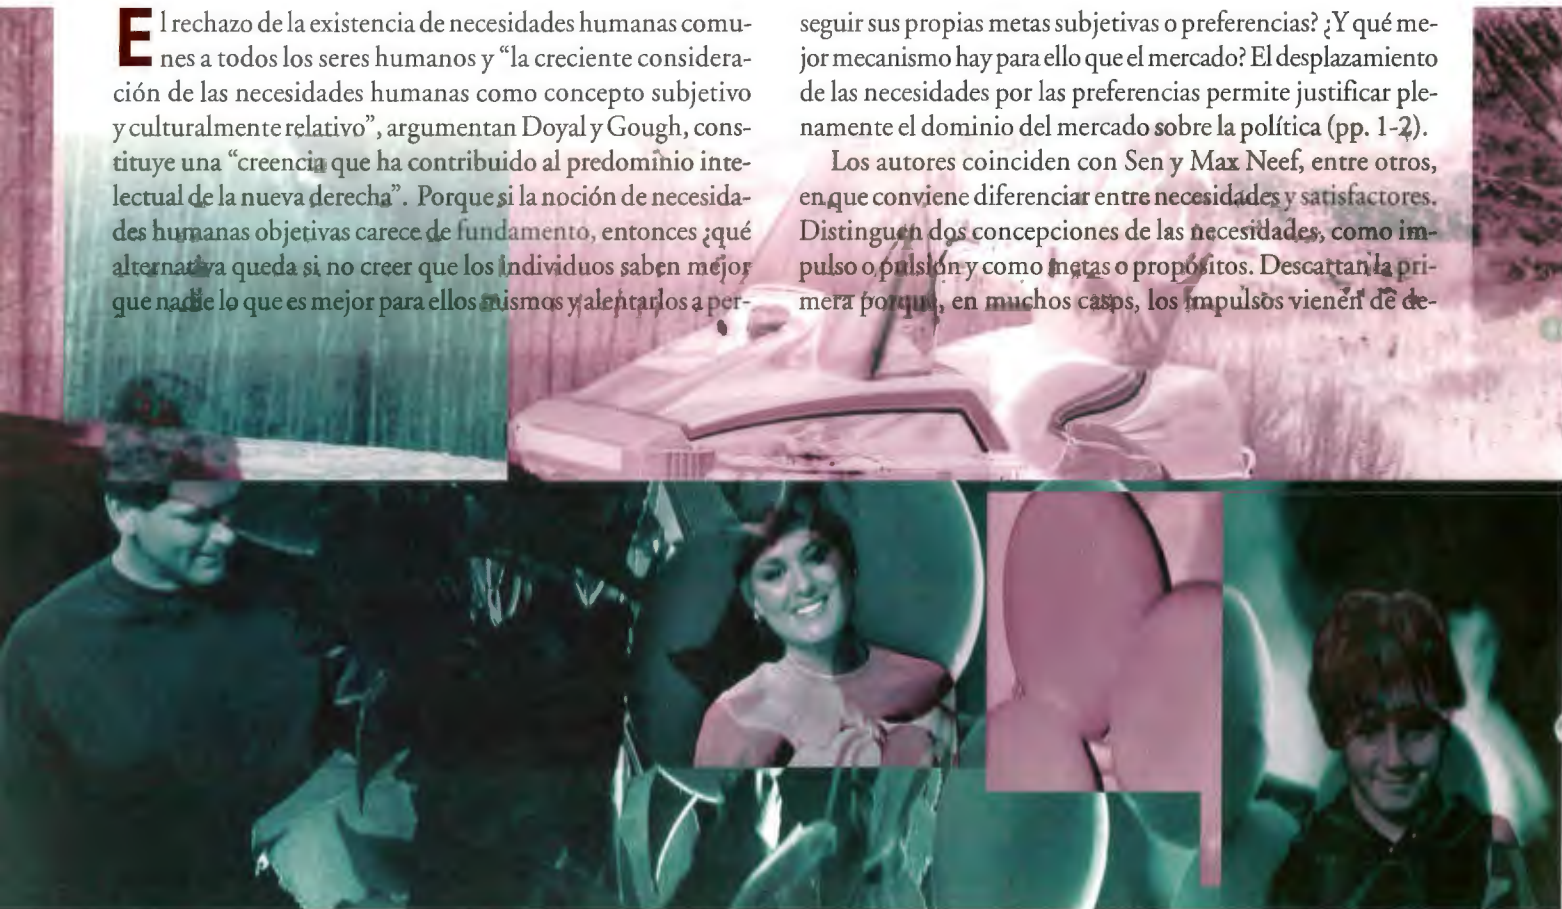 El rechazo de la existencia de necesidades humanas comu-
nes a todos los seres humanos y “la creciente considera-
ción de las necesidades humanas como concepto subjetivo
y culturalmente relativo”, argumentan Doyal y Gough, cons-
tituye una “creencia que ha contribuido al predominio inte-
lectual de la nueva derecha”. Porque si la noción de necesida-
des humanas objetivas carece de fundamento, entonces ¿qué
alternativa queda si no creer que los individuos saben mejor
que nadie lo que es mejor para ellos mismos y alentarlos a per-
seguir sus propias metas subjetivas o preferencias? ¿Y qué me-
jor mecanismo hay para ello que el mercado? El desplazamiento
de las necesidades por las preferencias permite justificar ple-
namente el dominio del mercado sobre la política (pp. 1-2).
Los autores coinciden con Sen y Max Neef, entre otros,
en que conviene diferenciar entre necesidades y satisfactores.
Distinguen dos concepciones de las necesidades, como im-
pulso o pulsión y como metas o propósitos. Descartan la pri-
mera porque, en muchos casos, los impulsos vienen de de-